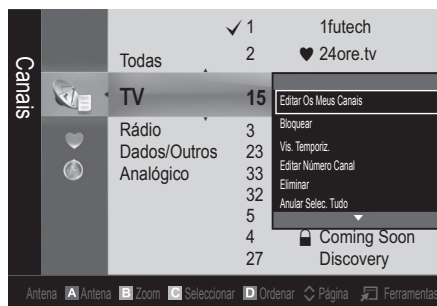 Canais
1 1futech
Todas 2 24ore.tv
TV 15
Rádio 3
Dados/Outros 23
Analógico 33
32
5
4 Coming Soon
27 Discovery
Editar Os Meus Canais
Bloquear
Vis. Temporiz.
Editar Número Canal
Eliminar
Anular Selec. Tudo
Antena A Antena B Zoom C Seleccionar D Ordenar Página Ferramentas